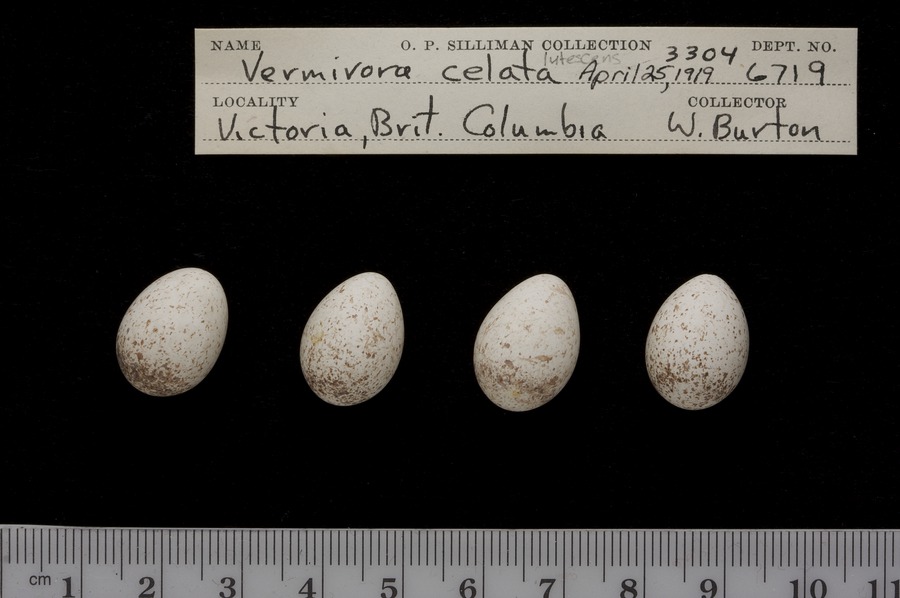 NAME O. P. SILLIMAN COLLECTION 3304 DEPT. NO.
Vermivora celata lutescens April 25, 1919 6719
LOCALITY COLLECTOR
Victoria, Brit. Columbia W. Burton
cm 1 2 3 4 5 6 7 8 9 10 11